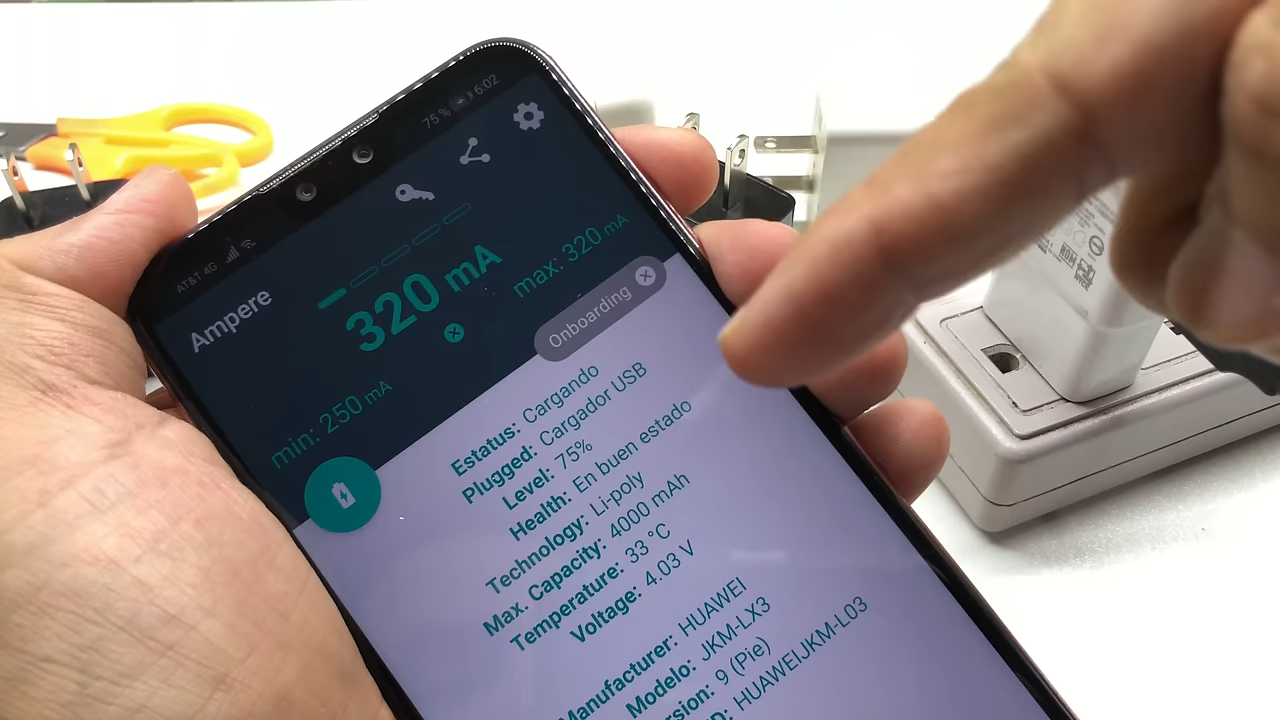 AT&T 4G
75 % 6:02
Ampere
320 mA
min: 250 mA
max: 320 mA
Onboarding
Estatus: Cargando
Plugged: Cargador USB
Level: 75%
Health: En buen estado
Technology: Li-poly
Max. Capacity: 4000 mAh
Temperature: 33 °C
Voltage: 4.03 V
Manufacturer: HUAWEI
Modelo: JKM-LX3
ersion: 9 (Pie)
D: HUAWEIJKM-L03